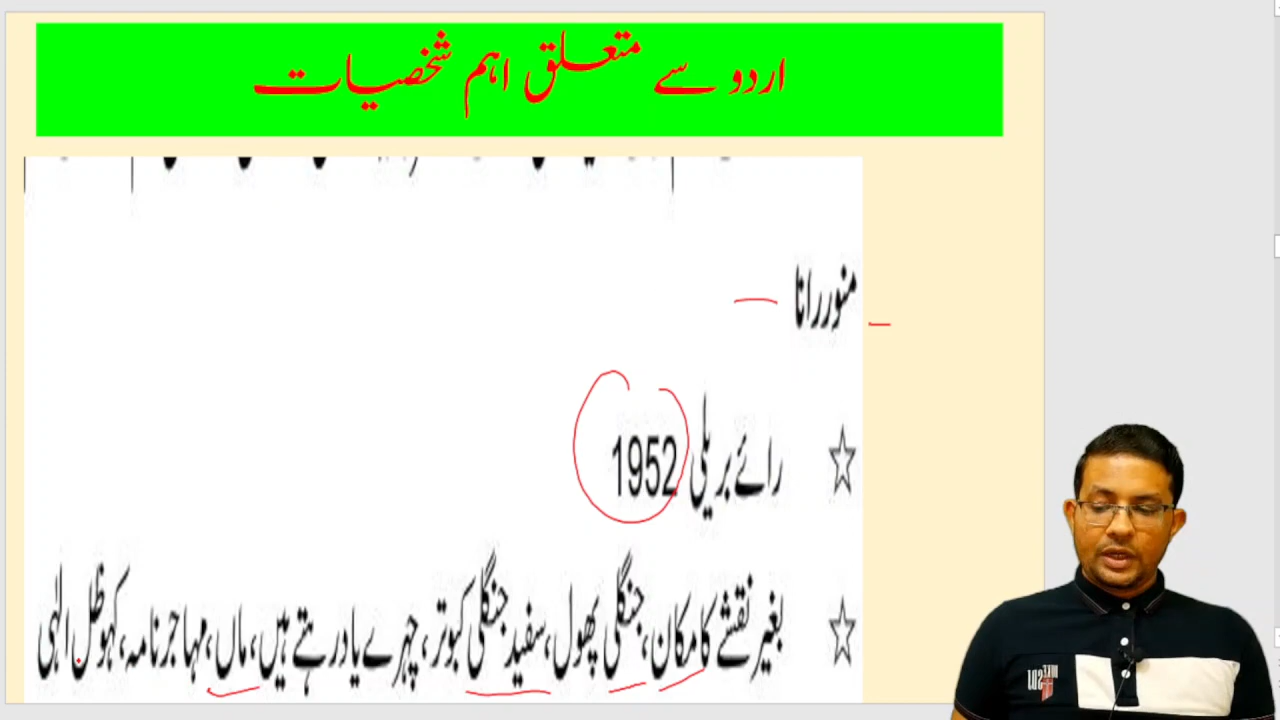 اردو سے متعلق اہم شخصیات
منور رانا
☆ رائے بریلی 1952
☆ بغیر نقشے کا مکان، جنگلی پھول، سفید جنگلی کبوتر، چہرے یاد رہتے ہیں، ماں، مہاجر نامہ، کہو ظل الٰہی